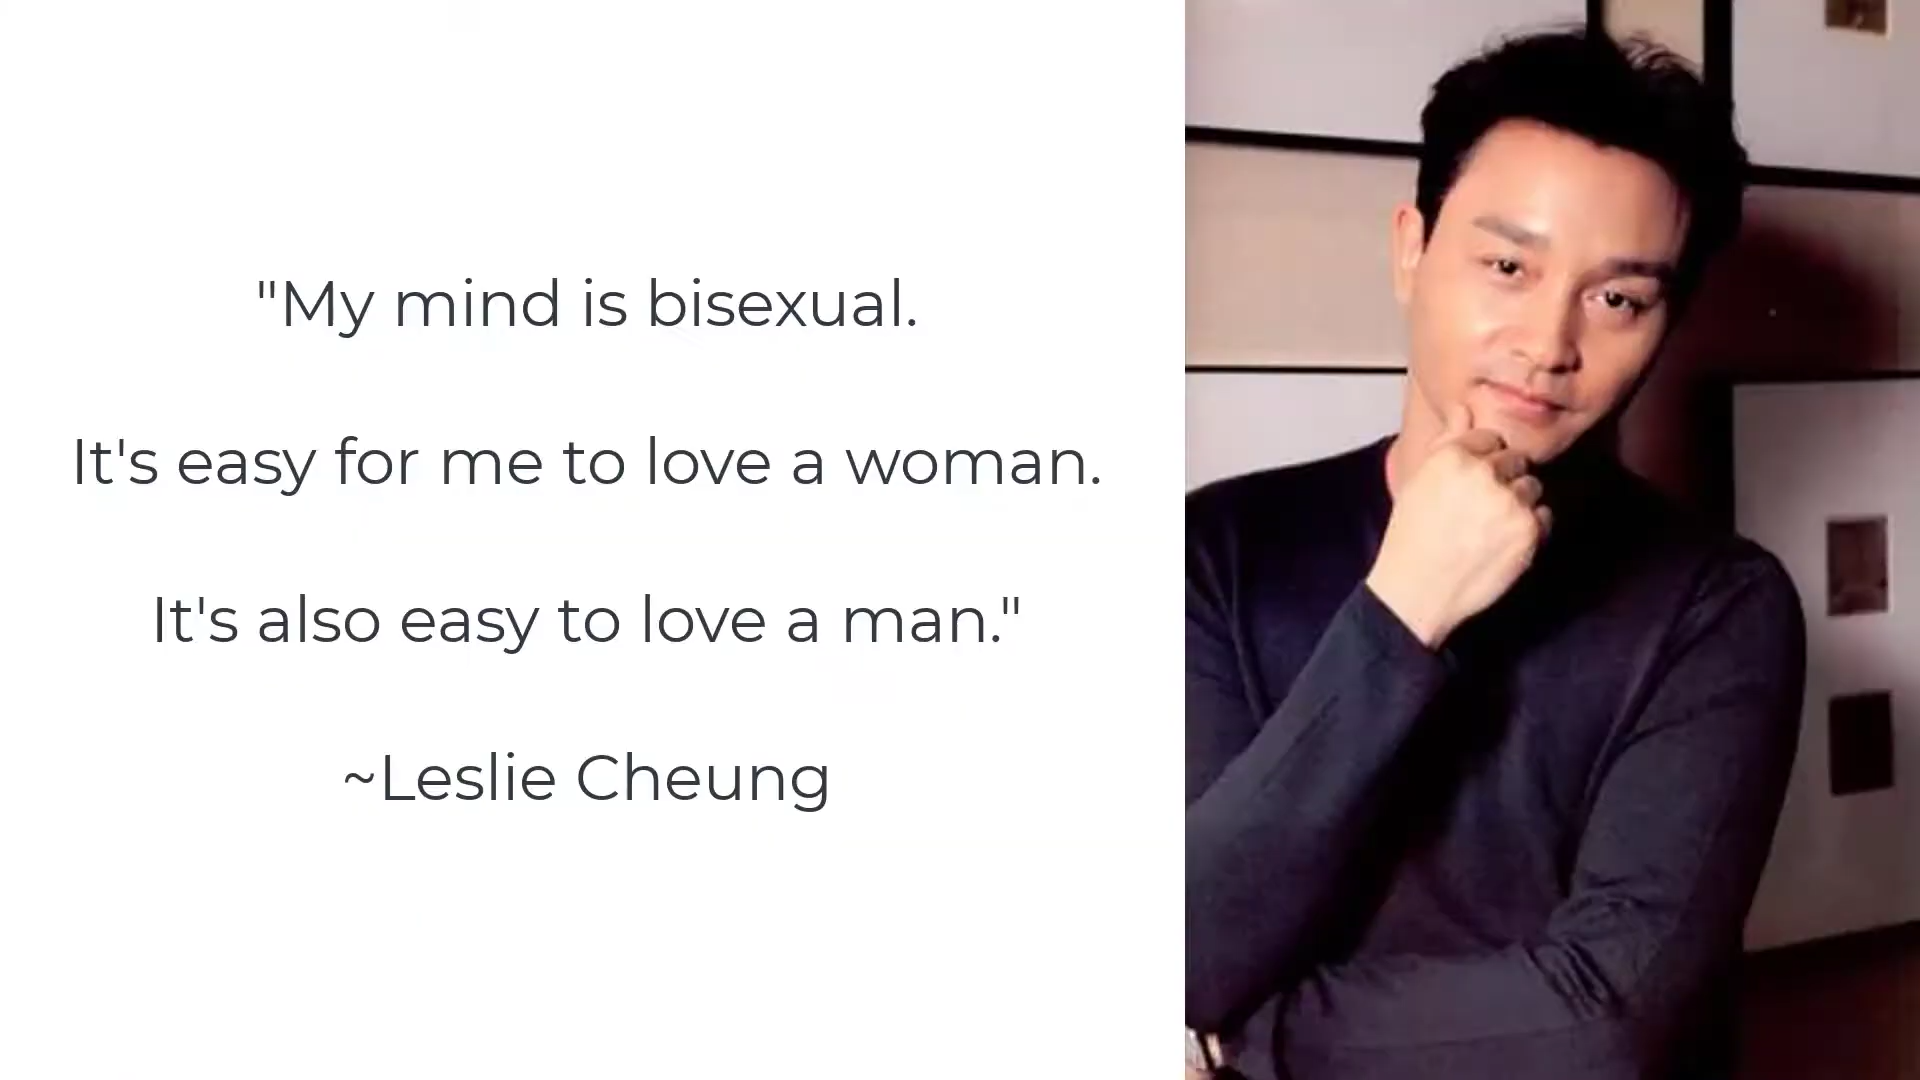 "My mind is bisexual.
It's easy for me to love a woman.
It's also easy to love a man."
~Leslie Cheung